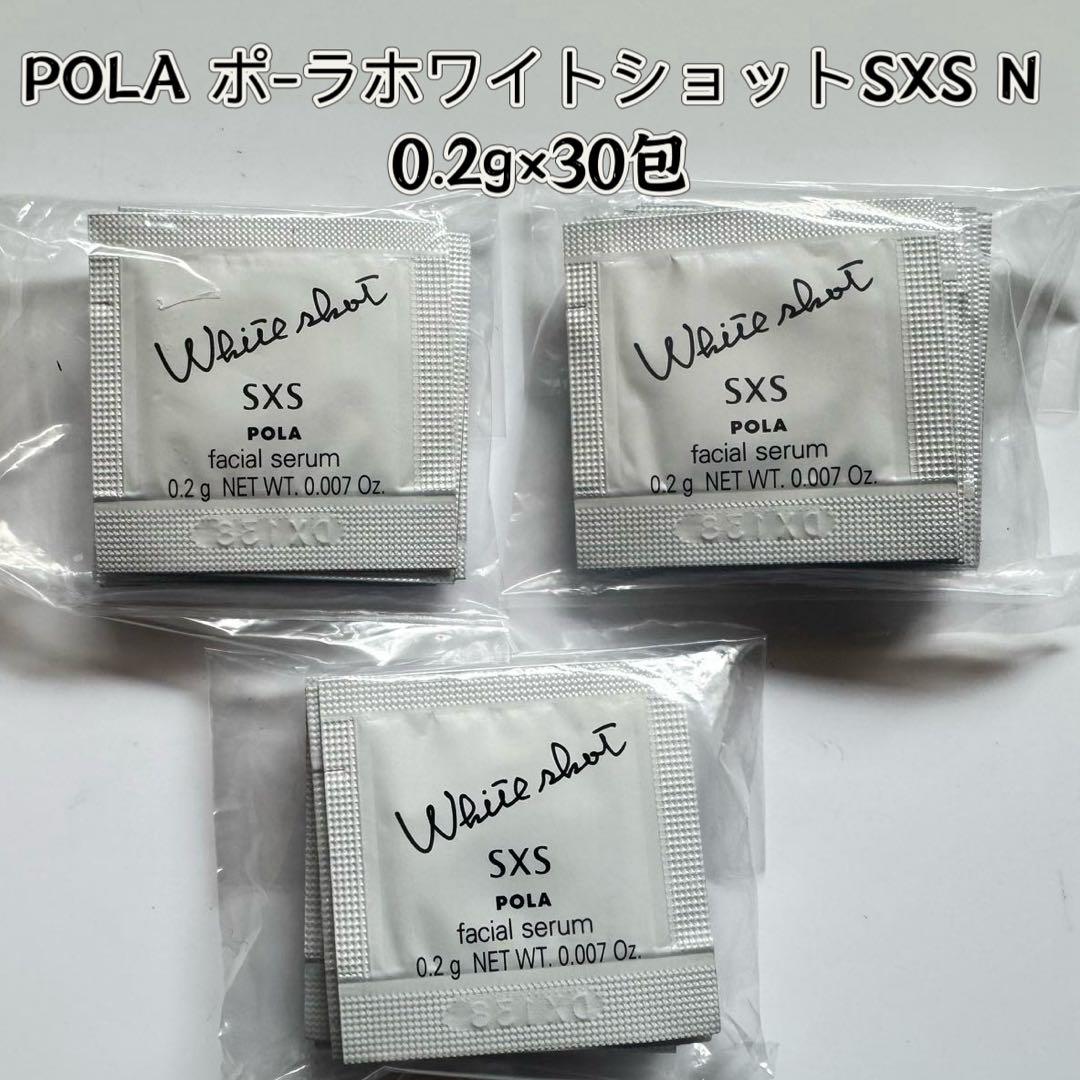 POLA ポ-ラホワイトショットSXS N
0.2g×30包
White shot
SXS
POLA
facial serum
0.2 g NET WT. 0.007 Oz.
White shot
SXS
POLA
facial serum
0.2 g NET WT. 0.007 Oz.
White shot
SXS
POLA
facial serum
0.2 g NET WT. 0.007 Oz.